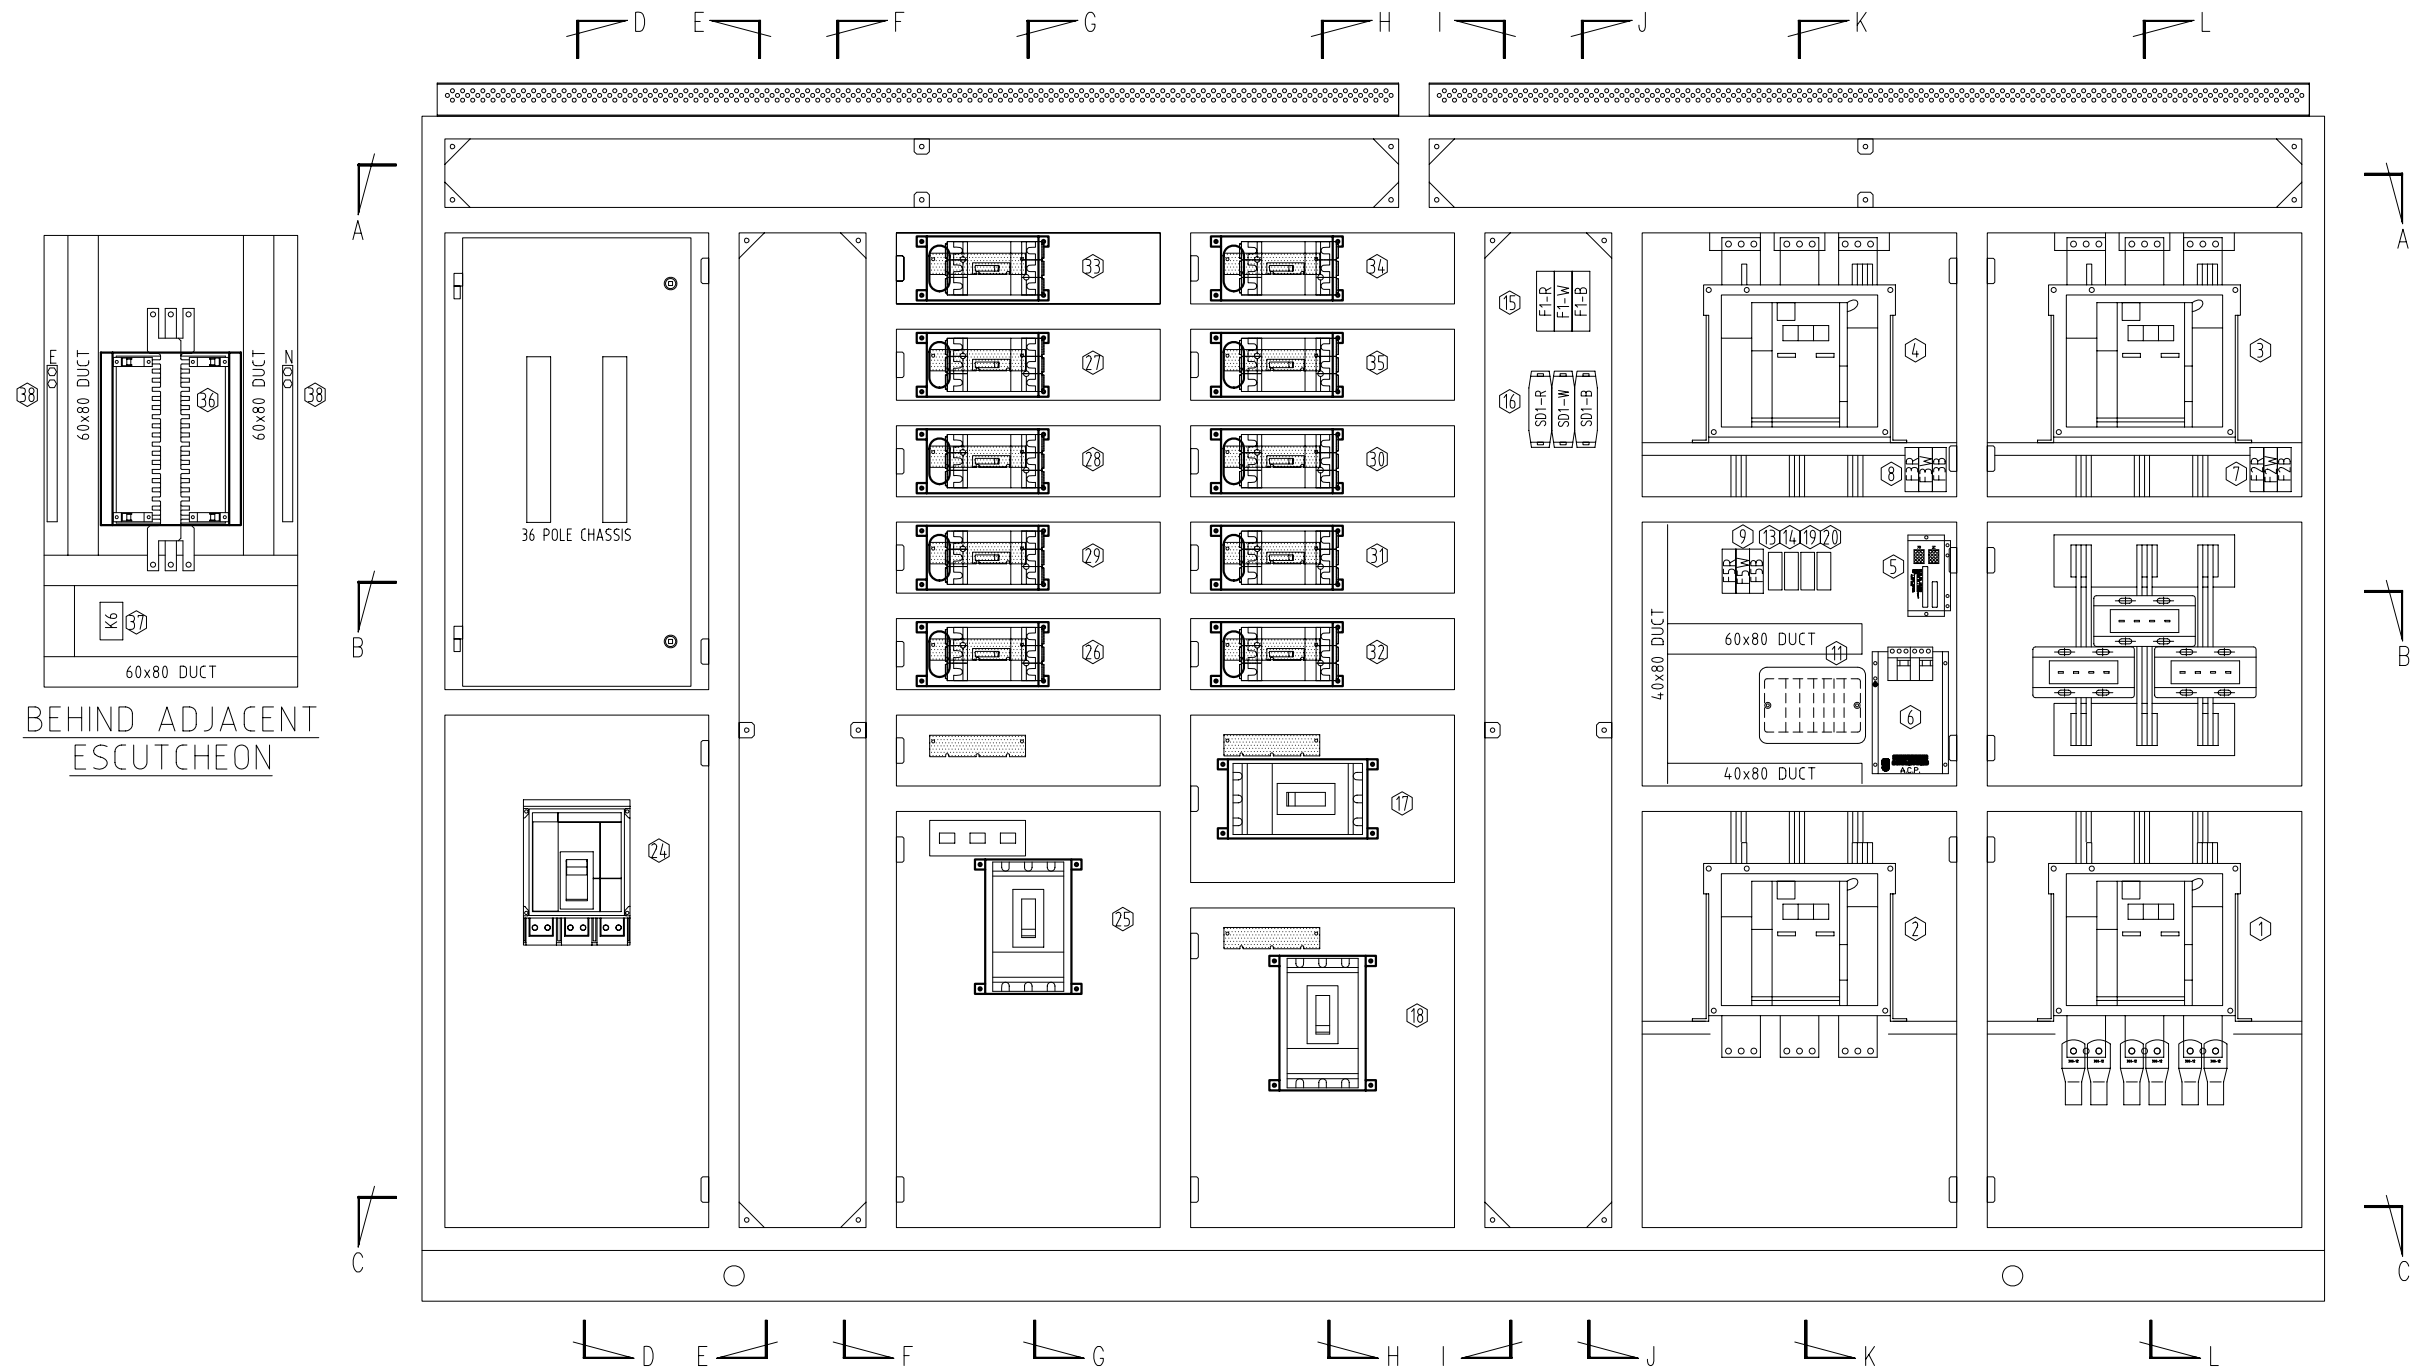 D E F G H I J K L
A A
33 34
15 F1-R F1-W F1-B
4 3
E 60x80 DUCT 36 60x80 DUCT N
38 38
27 35
16 SD1-R SD1-W SD1-B
28 30
8 F3R F3W F3B
7 F2R F2W F2B
36 POLE CHASSIS
29 31
9 13 14 19 20
F5R F5W F5B
5
B B
K6 37
60x80 DUCT
26 32
40x80 DUCT
60x80 DUCT
11
6
A.C.P.
40x80 DUCT
BEHIND ADJACENT
ESCUTCHEON
17
24
25
2 1
18
C C
D E F G H I J K L